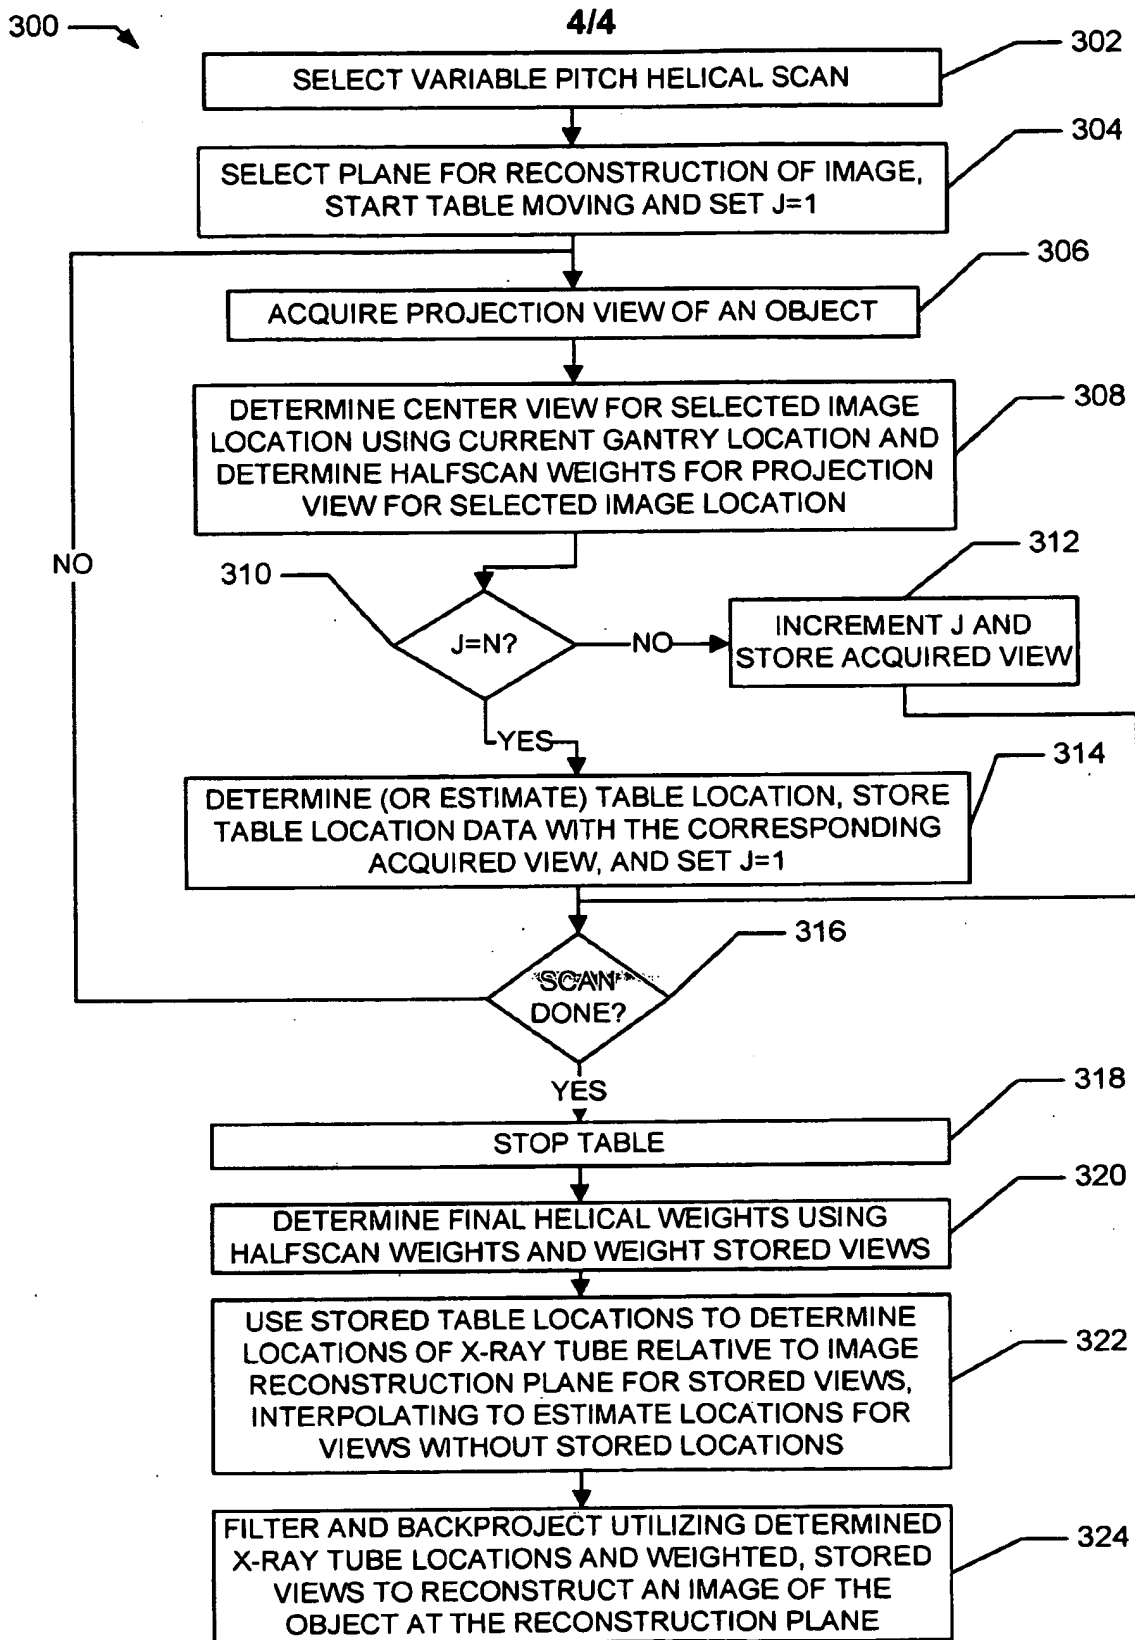 4/4
300
302
SELECT VARIABLE PITCH HELICAL SCAN
304
SELECT PLANE FOR RECONSTRUCTION OF IMAGE,
START TABLE MOVING AND SET J=1
306
ACQUIRE PROJECTION VIEW OF AN OBJECT
308
DETERMINE CENTER VIEW FOR SELECTED IMAGE
LOCATION USING CURRENT GANTRY LOCATION AND
DETERMINE HALFSCAN WEIGHTS FOR PROJECTION
VIEW FOR SELECTED IMAGE LOCATION
NO
310
312
J=N?
NO
INCREMENT J AND
STORE ACQUIRED VIEW
YES
314
DETERMINE (OR ESTIMATE) TABLE LOCATION, STORE
TABLE LOCATION DATA WITH THE CORRESPONDING
ACQUIRED VIEW, AND SET J=1
316
SCAN
DONE?
YES
318
STOP TABLE
320
DETERMINE FINAL HELICAL WEIGHTS USING
HALFSCAN WEIGHTS AND WEIGHT STORED VIEWS
322
USE STORED TABLE LOCATIONS TO DETERMINE
LOCATIONS OF X-RAY TUBE RELATIVE TO IMAGE
RECONSTRUCTION PLANE FOR STORED VIEWS,
INTERPOLATING TO ESTIMATE LOCATIONS FOR
VIEWS WITHOUT STORED LOCATIONS
324
FILTER AND BACKPROJECT UTILIZING DETERMINED
X-RAY TUBE LOCATIONS AND WEIGHTED, STORED
VIEWS TO RECONSTRUCT AN IMAGE OF THE
OBJECT AT THE RECONSTRUCTION PLANE